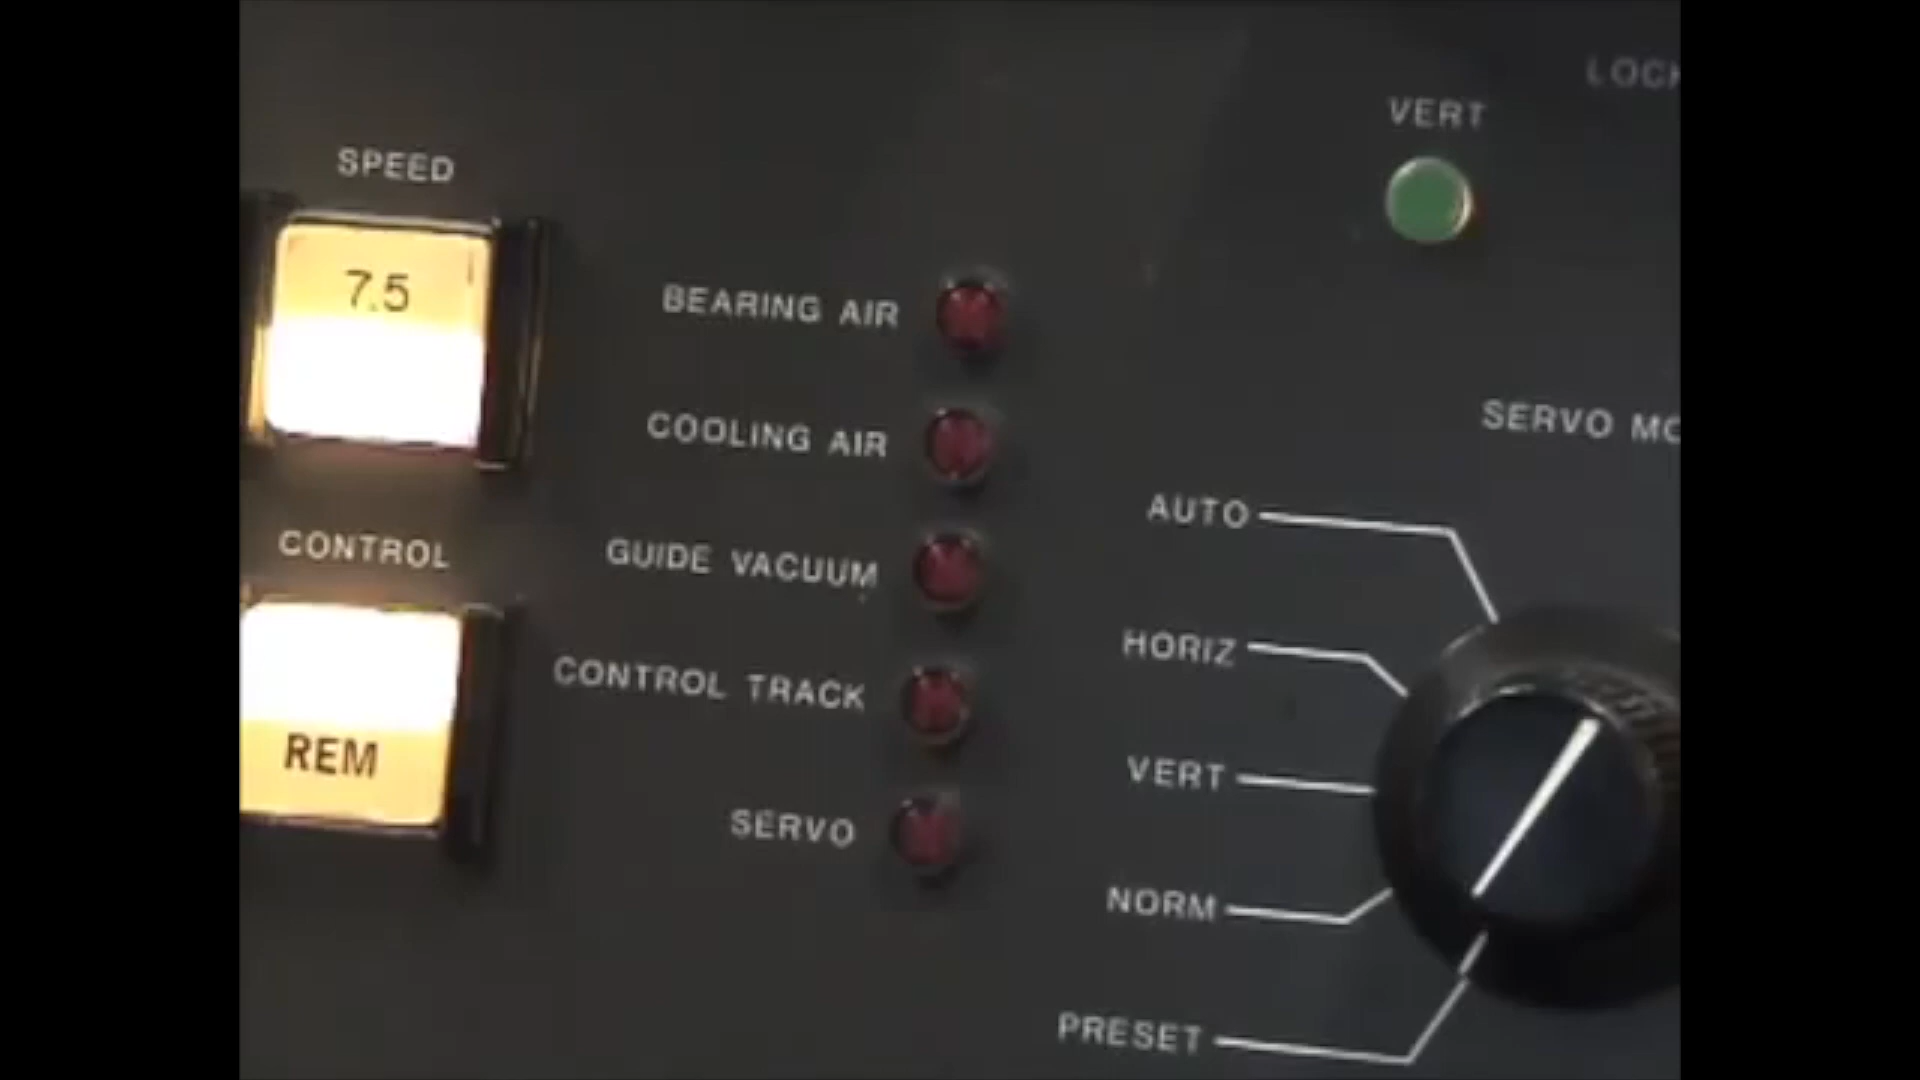 LOCK
VERT
SPEED
7.5
BEARING AIR
COOLING AIR
SERVO MO
AUTO
GUIDE VACUUM
CONTROL
HORIZ
CONTROL TRACK
REM
VERT
SERVO
NORM
PRESET